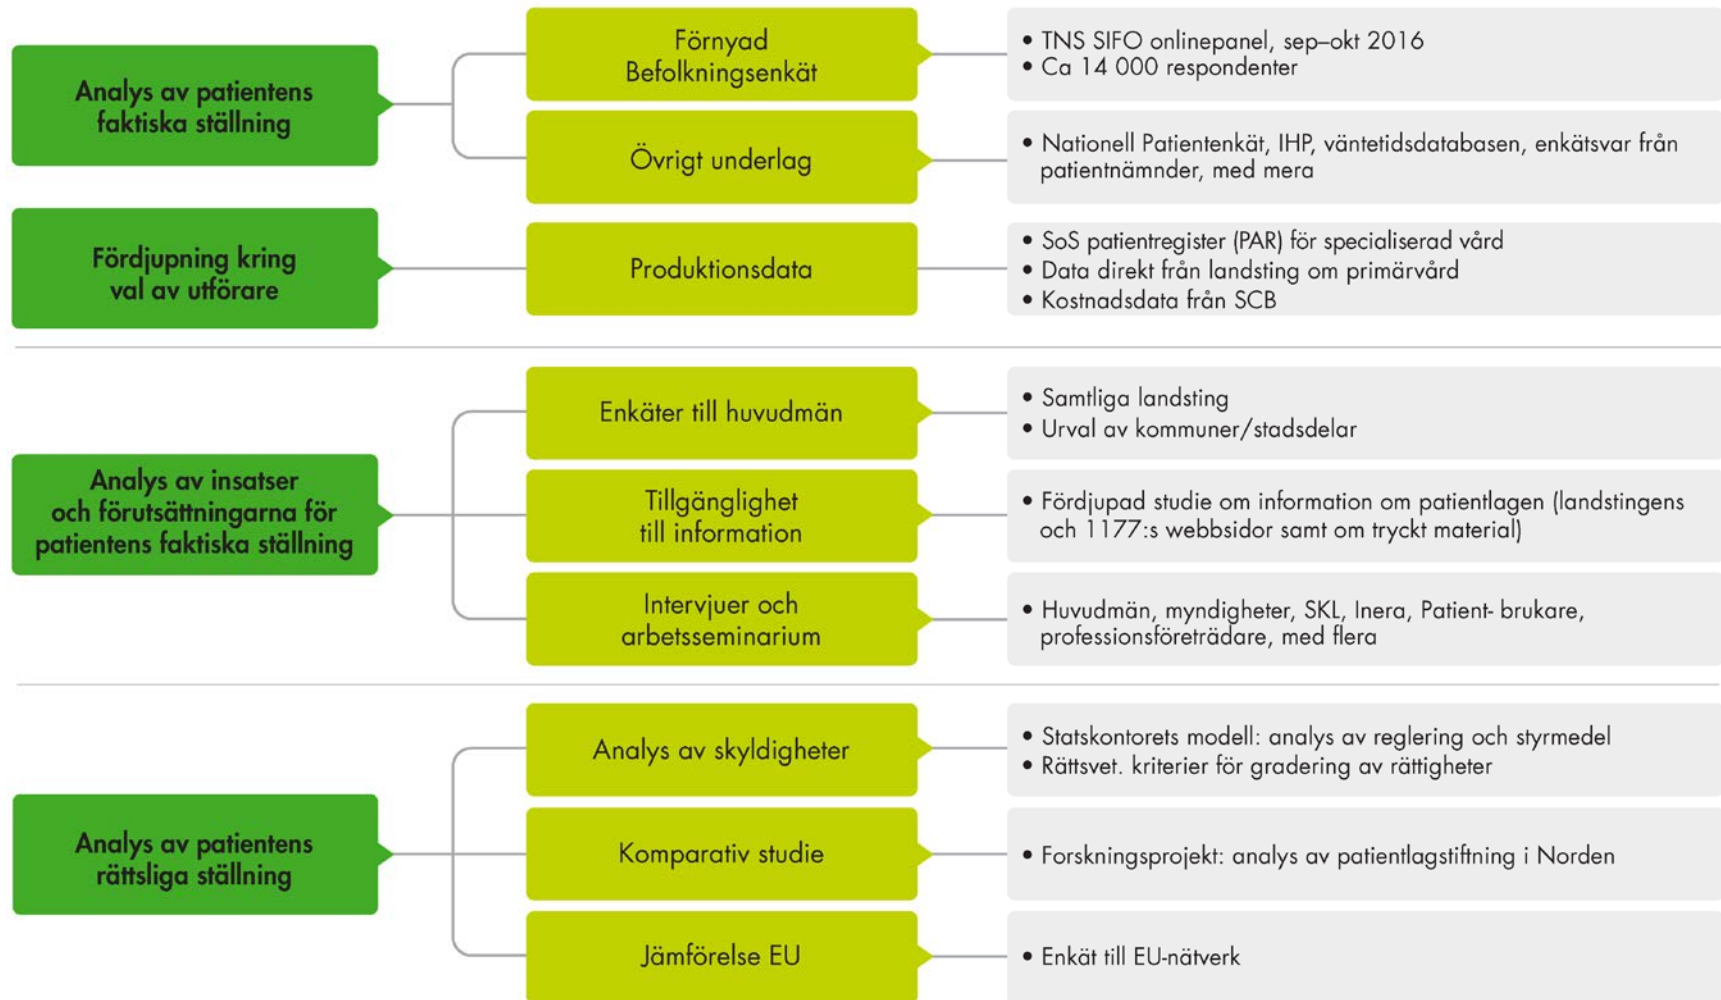 Analys av patientens
faktiska ställning
Förnyad
Befolkningsenkät
• TNS SIFO onlinepanel, sep–okt 2016
• Ca 14 000 respondenter
Övrigt underlag
• Nationell Patientenkät, IHP, väntetidsdatabasen, enkätsvar från
patientnämnder, med mera
Fördjupning kring
val av utförare
Produktionsdata
• SoS patientregister (PAR) för specialiserad vård
• Data direkt från landsting om primärvård
• Kostnadsdata från SCB
Analys av insatser
och förutsättningarna för
patientens faktiska ställning
Enkäter till huvudmän
• Samtliga landsting
• Urval av kommuner/stadsdelar
Tillgänglighet
till information
• Fördjupad studie om information om patientlagen (landstingens
och 1177:s webbsidor samt om tryckt material)
Intervjuer och
arbetsseminarium
• Huvudmän, myndigheter, SKL, Inera, Patient- brukare,
professionsföreträdare, med flera
Analys av patientens
rättsliga ställning
Analys av skyldigheter
• Statskontorets modell: analys av reglering och styrmedel
• Rättsvet. kriterier för gradering av rättigheter
Komparativ studie
• Forskningsprojekt: analys av patientlagstiftning i Norden
Jämförelse EU
• Enkät till EU-nätverk